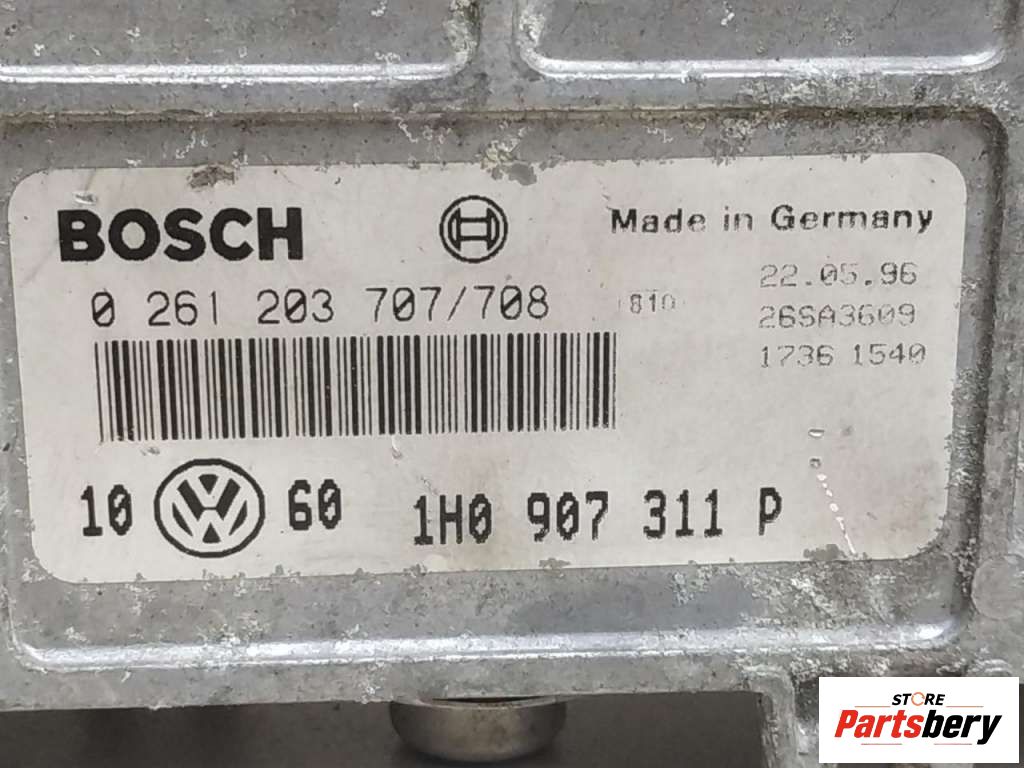 BOSCH
Made in Germany
0 261 203 707/708
810
22.05.96
26SA3609
1736 1540
10 60 1H0 907 311 P
STORE
Partsbery